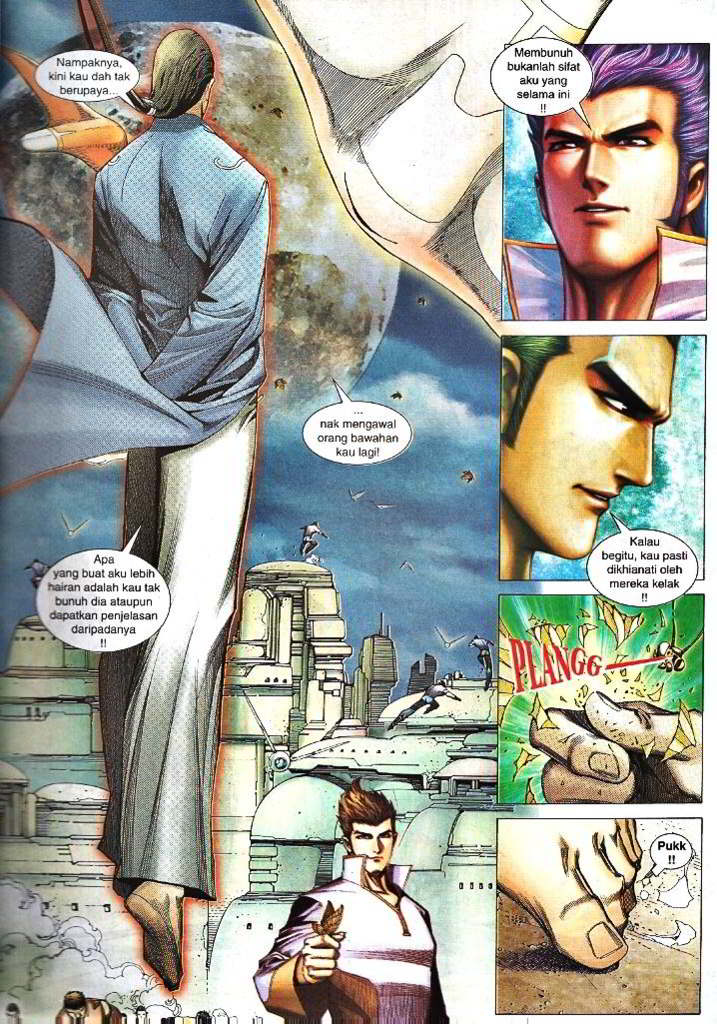 Nampaknya,
kini kau dah tak
berupaya...
...
nak mengawal
orang bawahan
kau lagi!
Apa
yang buat aku lebih
hairan adalah kau tak
bunuh dia ataupun
dapatkan penjelasan
daripadanya
!!
Membunuh
bukanlah sifat
aku yang
selama ini
!!
Kalau
begitu, kau pasti
dikhianati oleh
mereka kelak
!!
PLANGG
Pukk
!!